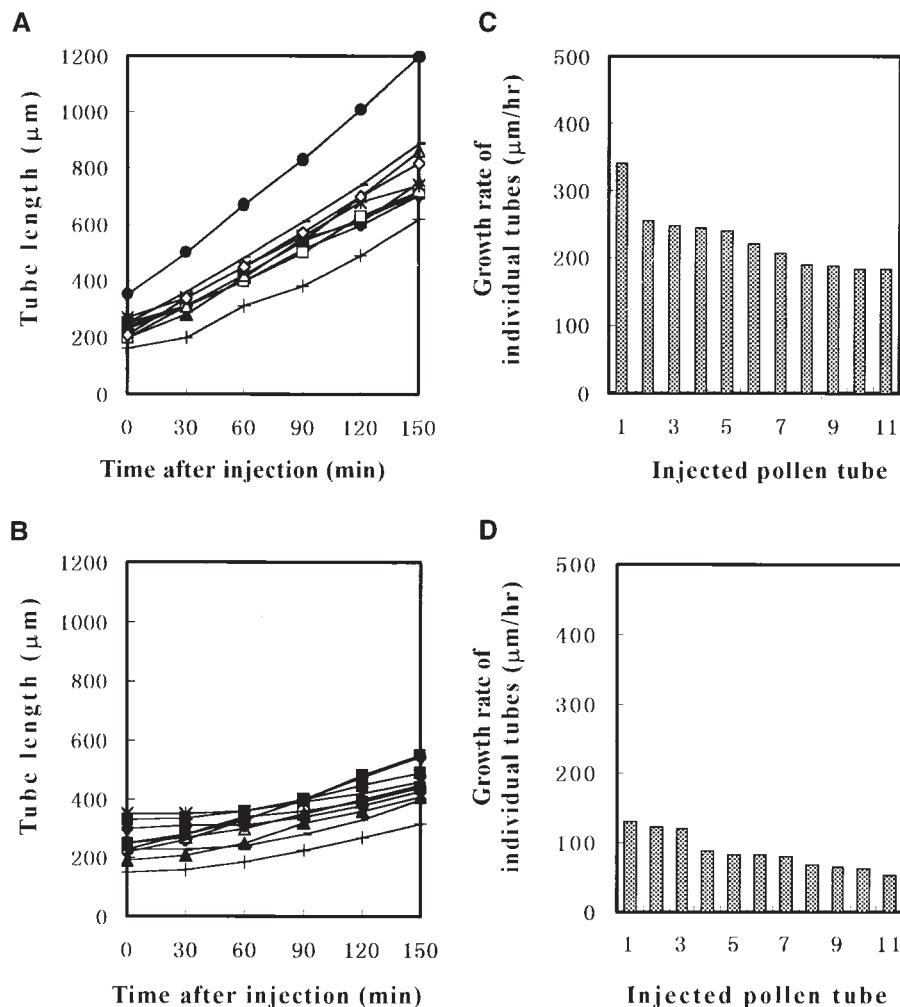 A
Tube length (μm)
1200
1000
800
600
400
200
0
0 30 60 90 120 150
Time after injection (min)
C
Growth rate of
individual tubes (μm/hr)
500
400
300
200
100
0
1 3 5 7 9 11
Injected pollen tube
B
Tube length (μm)
1200
1000
800
600
400
200
0
0 30 60 90 120 150
Time after injection (min)
D
Growth rate of
individual tubes (μm/hr)
500
400
300
200
100
0
1 3 5 7 9 11
Injected pollen tube